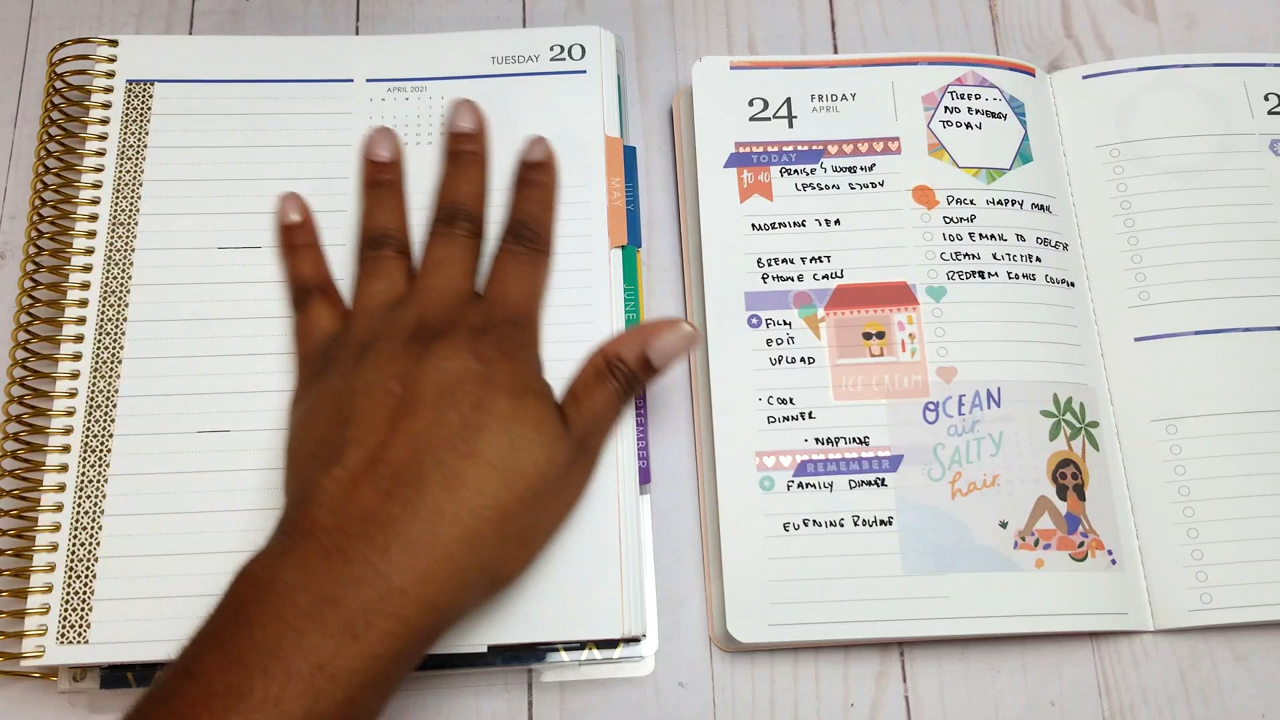 TUESDAY 20
APRIL 2021
MAY
JULY
JUNE
24 FRIDAY
APRIL
TIRED...
NO ENERGY
TODAY
TODAY
TO DO
PRAISE & WORSHIP
LESSON STUDY
MORNING TEA
BREAKFAST
PHONE CALLS
FILM
EDIT
UPLOAD
• COOK
DINNER
• NAPTIME
REMEMBER
FAMILY DINNER
EVENING ROUTINE
PACK HAPPY MAIL
DUMP
100 EMAIL TO DELETE
CLEAN KITCHEN
REDEEM KOHLS COUPON
ICE CREAM
OCEAN
air
SALTY
hair
2